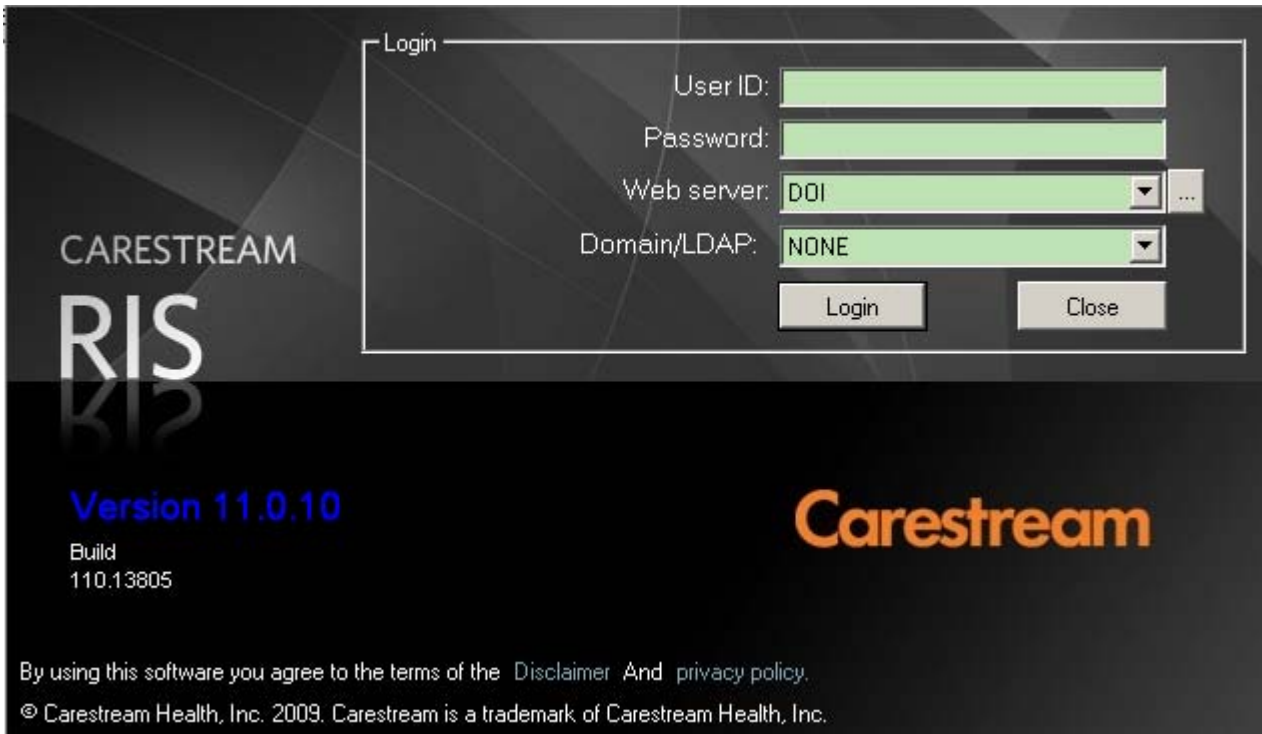 Login
User ID:
Password:
Web server: DOI ...
Domain/LDAP: NONE
Login Close
CARESTREAM
RIS
Version 11.0.10
Build
110.13805
Carestream
By using this software you agree to the terms of the Disclaimer And privacy policy.
© Carestream Health, Inc. 2009. Carestream is a trademark of Carestream Health, Inc.